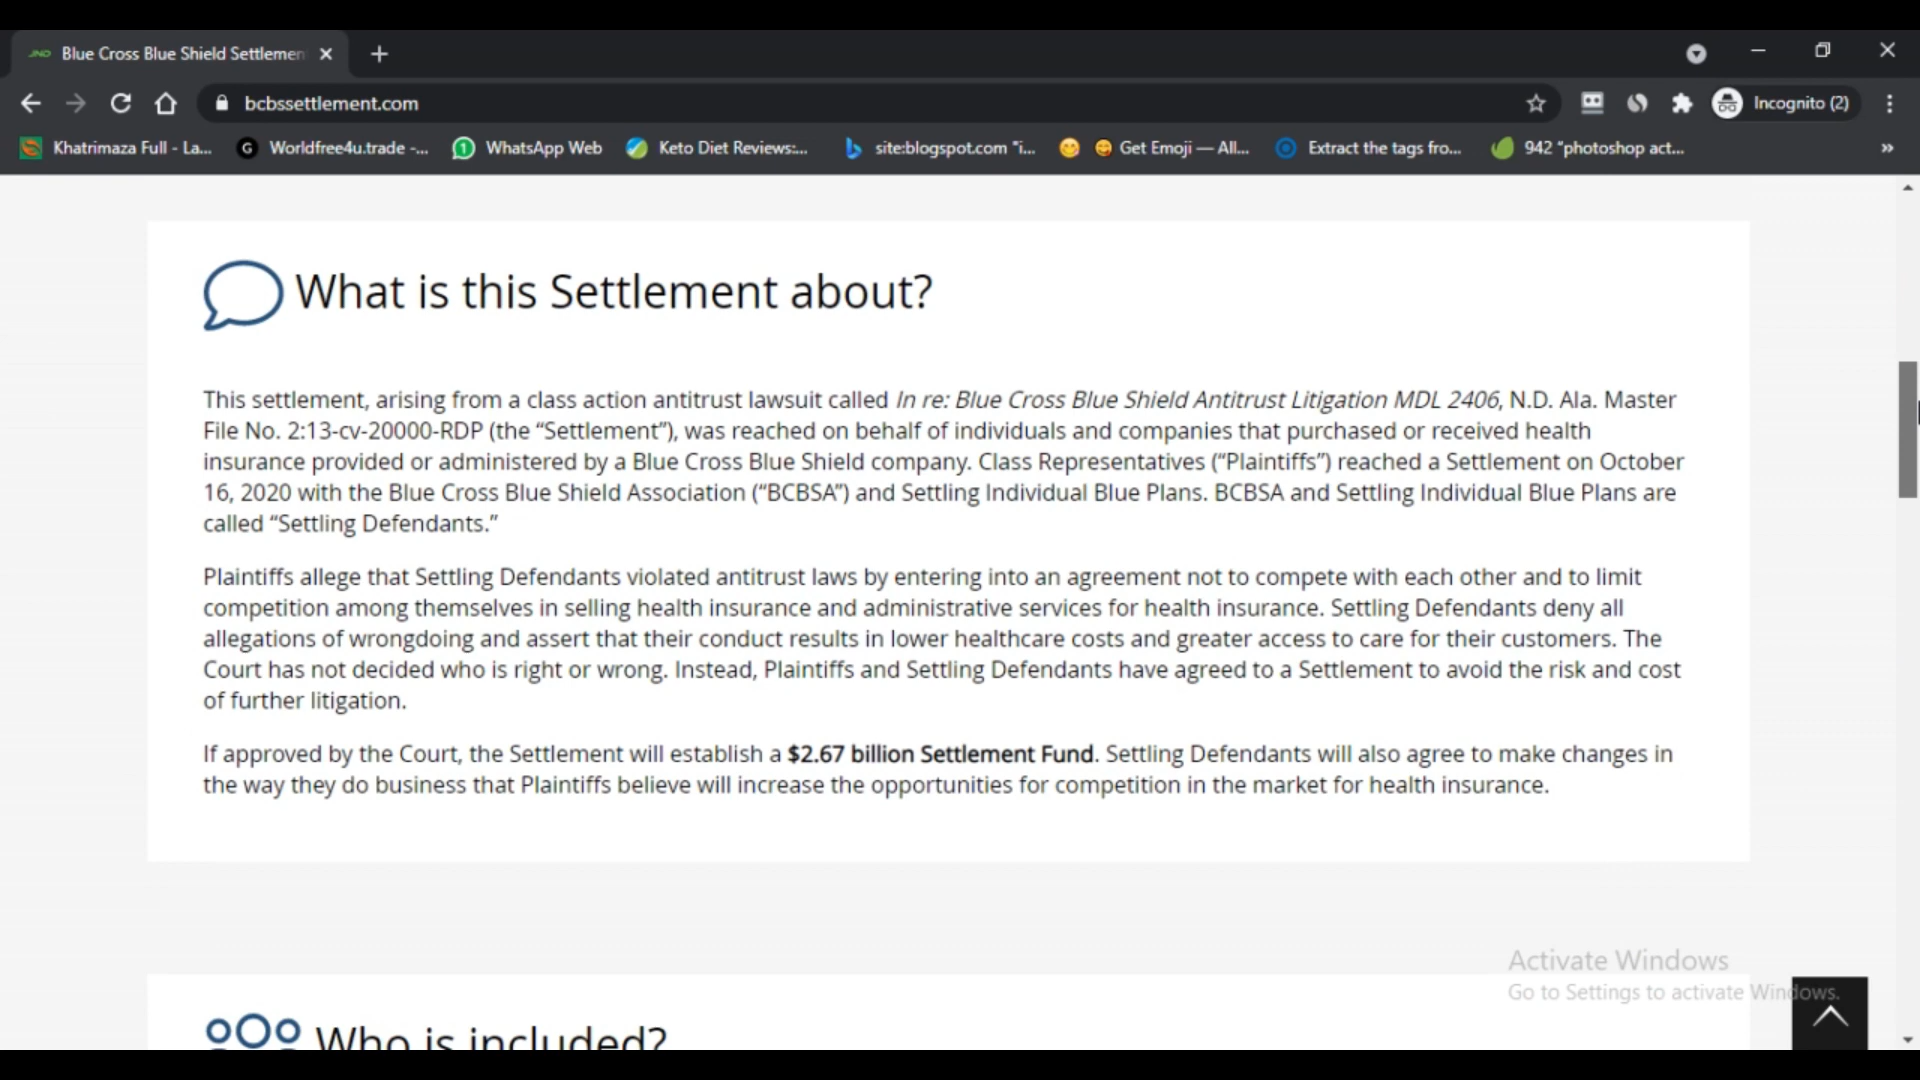 JND Blue Cross Blue Shield Settlemen
bcbssettlement.com
Incognito (2)
Khatrimaza Full - La...
G Worldfree4u.trade -...
1 WhatsApp Web
Keto Diet Reviews:...
site:blogspot.com "i...
Get Emoji — All...
Extract the tags fro...
942 "photoshop act...
»
What is this Settlement about?
This settlement, arising from a class action antitrust lawsuit called In re: Blue Cross Blue Shield Antitrust Litigation MDL 2406, N.D. Ala. Master
File No. 2:13-cv-20000-RDP (the “Settlement”), was reached on behalf of individuals and companies that purchased or received health
insurance provided or administered by a Blue Cross Blue Shield company. Class Representatives (“Plaintiffs”) reached a Settlement on October
16, 2020 with the Blue Cross Blue Shield Association (“BCBSA”) and Settling Individual Blue Plans. BCBSA and Settling Individual Blue Plans are
called “Settling Defendants.”
Plaintiffs allege that Settling Defendants violated antitrust laws by entering into an agreement not to compete with each other and to limit
competition among themselves in selling health insurance and administrative services for health insurance. Settling Defendants deny all
allegations of wrongdoing and assert that their conduct results in lower healthcare costs and greater access to care for their customers. The
Court has not decided who is right or wrong. Instead, Plaintiffs and Settling Defendants have agreed to a Settlement to avoid the risk and cost
of further litigation.
If approved by the Court, the Settlement will establish a $2.67 billion Settlement Fund. Settling Defendants will also agree to make changes in
the way they do business that Plaintiffs believe will increase the opportunities for competition in the market for health insurance.
Activate Windows
Go to Settings to activate Windows.
Who is included?